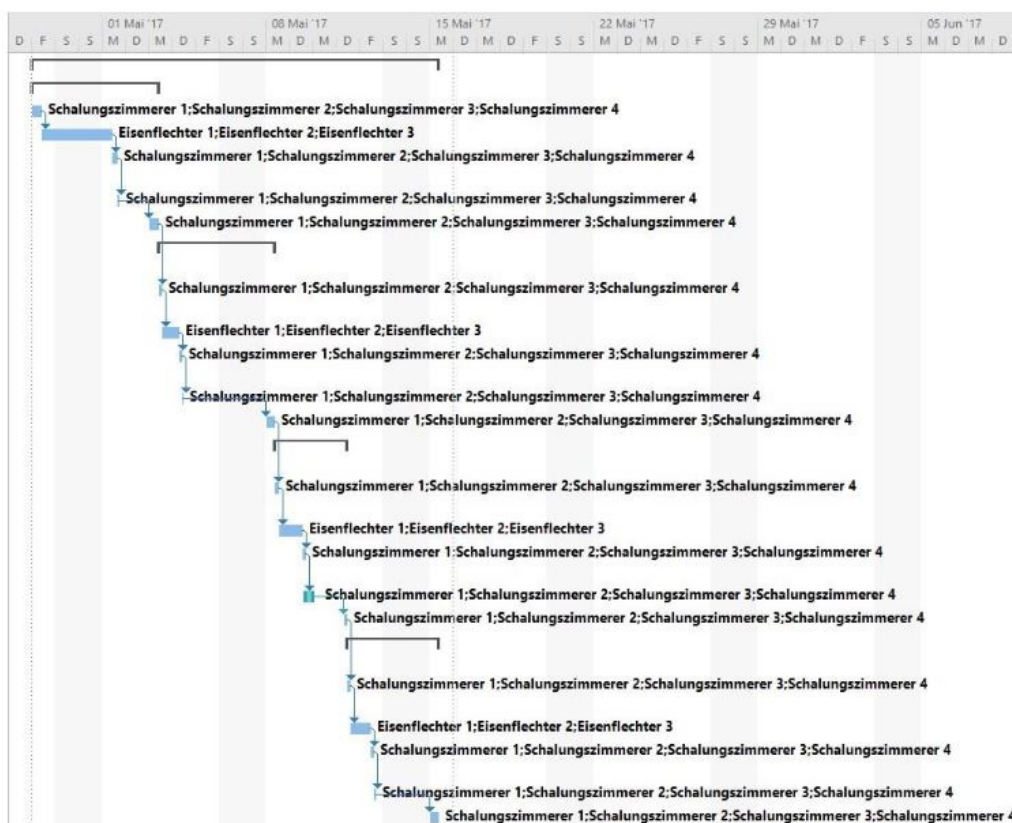 01 Mai '17 08 Mai '17 15 Mai '17 22 Mai '17 29 Mai '17 05 Jun '17
D F S S M D M D F S S M D M D F S S M D M D F S S M D M D F S S M D M D F S S M D M D
Schalungszimmerer 1;Schalungszimmerer 2;Schalungszimmerer 3;Schalungszimmerer 4
Eisenflechter 1;Eisenflechter 2;Eisenflechter 3
Schalungszimmerer 1;Schalungszimmerer 2;Schalungszimmerer 3;Schalungszimmerer 4
Schalungszimmerer 1;Schalungszimmerer 2;Schalungszimmerer 3;Schalungszimmerer 4
Schalungszimmerer 1;Schalungszimmerer 2;Schalungszimmerer 3;Schalungszimmerer 4
Schalungszimmerer 1;Schalungszimmerer 2;Schalungszimmerer 3;Schalungszimmerer 4
Eisenflechter 1;Eisenflechter 2;Eisenflechter 3
Schalungszimmerer 1;Schalungszimmerer 2;Schalungszimmerer 3;Schalungszimmerer 4
Schalungszimmerer 1;Schalungszimmerer 2;Schalungszimmerer 3;Schalungszimmerer 4
Schalungszimmerer 1;Schalungszimmerer 2;Schalungszimmerer 3;Schalungszimmerer 4
Schalungszimmerer 1;Schalungszimmerer 2;Schalungszimmerer 3;Schalungszimmerer 4
Eisenflechter 1;Eisenflechter 2;Eisenflechter 3
Schalungszimmerer 1;Schalungszimmerer 2;Schalungszimmerer 3;Schalungszimmerer 4
Schalungszimmerer 1;Schalungszimmerer 2;Schalungszimmerer 3;Schalungszimmerer 4
Schalungszimmerer 1;Schalungszimmerer 2;Schalungszimmerer 3;Schalungszimmerer 4
Schalungszimmerer 1;Schalungszimmerer 2;Schalungszimmerer 3;Schalungszimmerer 4
Eisenflechter 1;Eisenflechter 2;Eisenflechter 3
Schalungszimmerer 1;Schalungszimmerer 2;Schalungszimmerer 3;Schalungszimmerer 4
Schalungszimmerer 1;Schalungszimmerer 2;Schalungszimmerer 3;Schalungszimmerer 4
Schalungszimmerer 1;Schalungszimmerer 2;Schalungszimmerer 3;Schalungszimmerer 4